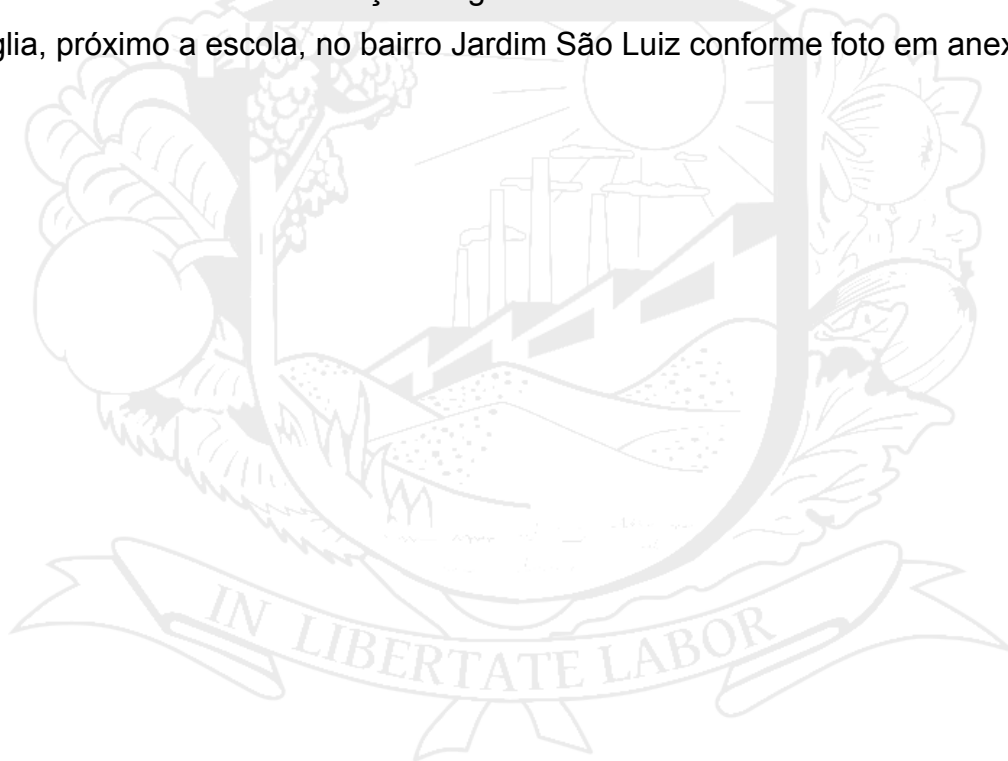 glia, próximo a escola, no bairro Jardim São Luiz conforme foto em anex
IN LIBERTATE LABOR